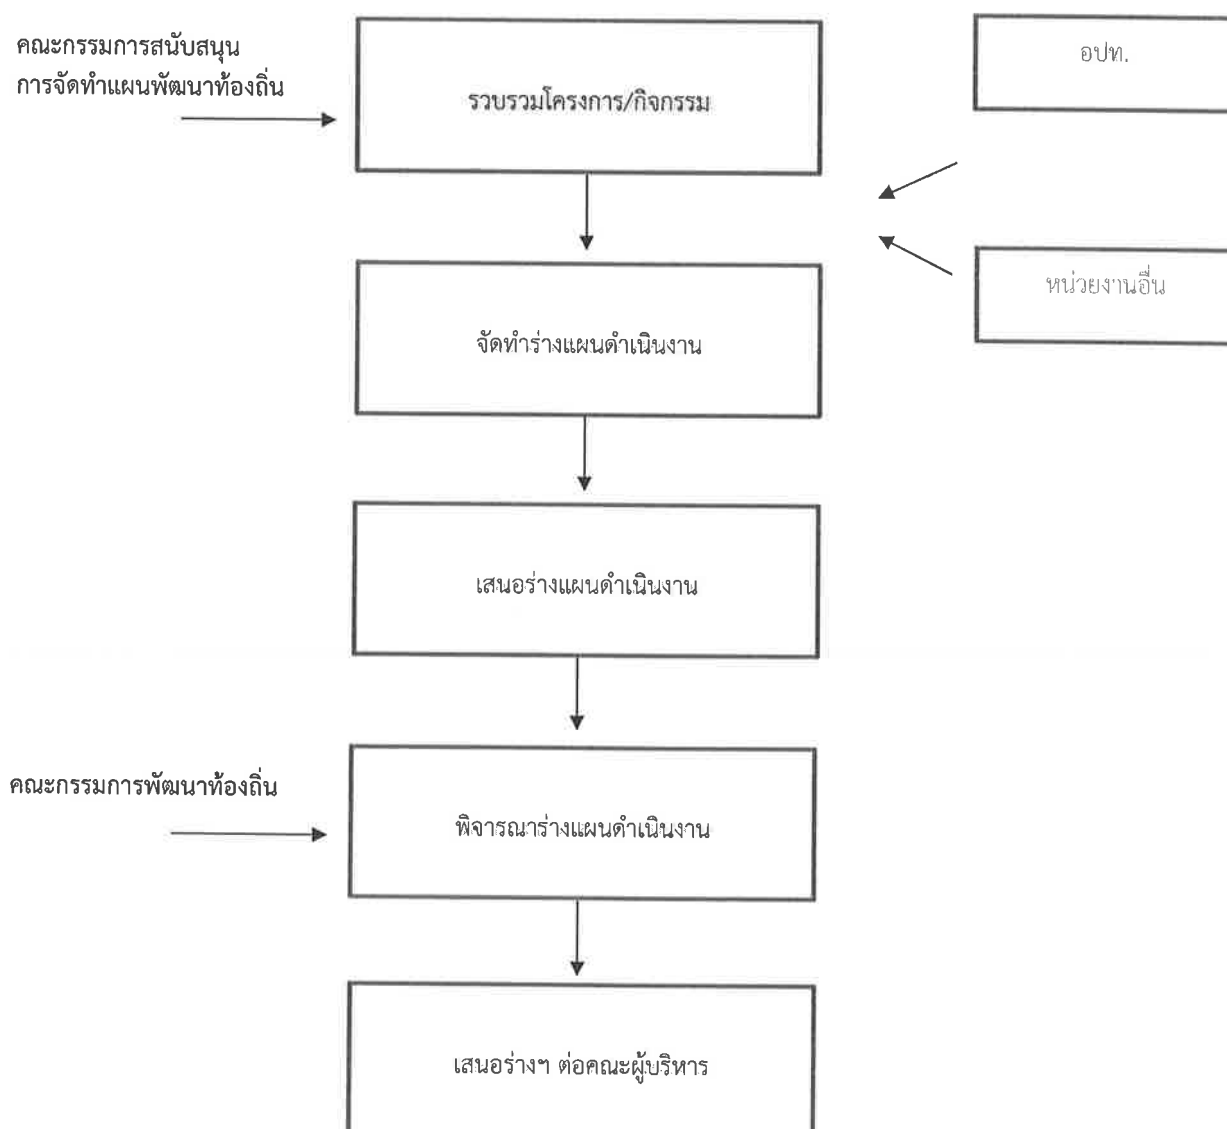 คณะกรรมการสนับสนุน
การจัดทำแผนพัฒนาท้องถิ่น
รวบรวมโครงการ/กิจกรรม
อปท.
หน่วยงานอื่น
จัดทำร่างแผนดำเนินงาน
เสนอร่างแผนดำเนินงาน
คณะกรรมการพัฒนาท้องถิ่น
พิจารณาร่างแผนดำเนินงาน
เสนอร่างฯ ต่อคณะผู้บริหาร